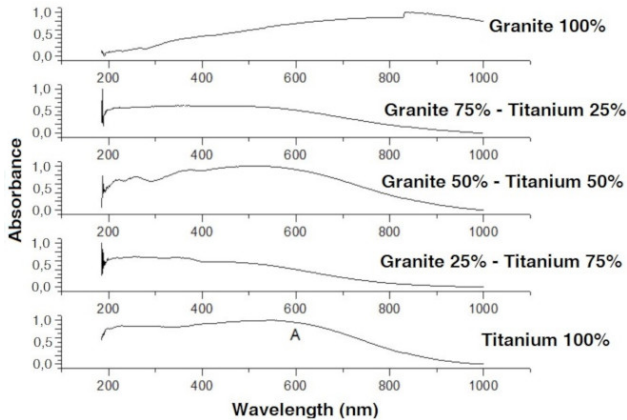 1,0
0,5
0,0
Granite 100%
200 400 600 800 1000
1,0
0,5
0,0
Granite 75% - Titanium 25%
200 400 600 800 1000
1,0
0,5
0,0
Granite 50% - Titanium 50%
200 400 600 800 1000
1,0
0,5
0,0
Granite 25% - Titanium 75%
200 400 600 800 1000
1,0
0,5
0,0
A
Titanium 100%
200 400 600 800 1000
Absorbance
Wavelength (nm)